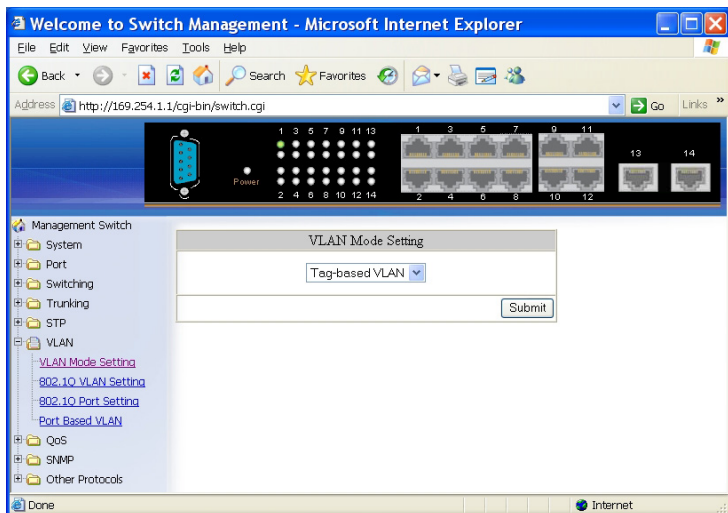 Welcome to Switch Management - Microsoft Internet Explorer
File Edit View Favorites Tools Help
Back Search Favorites
Address http://169.254.1.1/cgi-bin/switch.cgi Go Links »
1 3 5 7 9 11 13 1 3 5 7 9 11
13 14
Power
2 4 6 8 10 12 14 2 4 6 8 10 12
Management Switch
System
Port
Switching
Trunking
STP
VLAN
VLAN Mode Setting
802.1Q VLAN Setting
802.1Q Port Setting
Port Based VLAN
QoS
SNMP
Other Protocols
VLAN Mode Setting
Tag-based VLAN
Submit
Done Internet